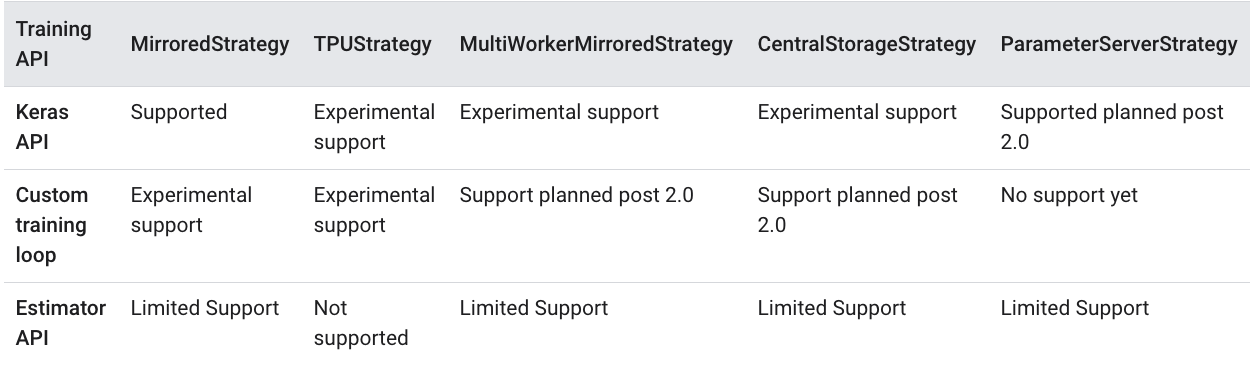 Training
API
MirroredStrategy
TPUStrategy
MultiWorkerMirroredStrategy
CentralStorageStrategy
ParameterServerStrategy
Keras
API
Supported
Experimental
support
Experimental support
Experimental support
Supported planned post
2.0
Custom
training
loop
Experimental
support
Experimental
support
Support planned post 2.0
Support planned post
2.0
No support yet
Estimator
API
Limited Support
Not
supported
Limited Support
Limited Support
Limited Support